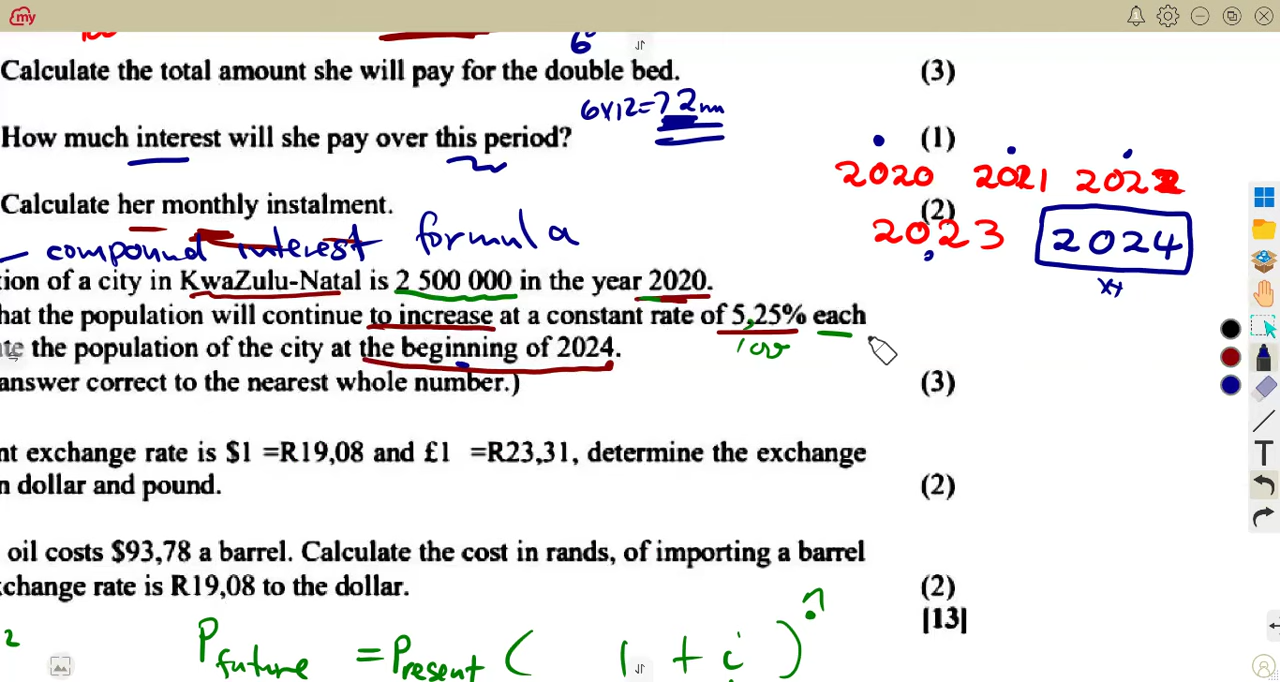 my
100
6
Calculate the total amount she will pay for the double bed. (3)
6x12=72m
How much interest will she pay over this period? (1)
2020 2021 2022
Calculate her monthly instalment. (2)
2023 2024
compound interest formula
tion of a city in KwaZulu-Natal is 2 500 000 in the year 2020.
hat the population will continue to increase at a constant rate of 5,25% each
100
te the population of the city at the beginning of 2024.
answer correct to the nearest whole number.) (3)
nt exchange rate is $1 =R19,08 and £1 =R23,31, determine the exchange
n dollar and pound. (2)
oil costs $93,78 a barrel. Calculate the cost in rands, of importing a barrel
xchange rate is R19,08 to the dollar. (2)
[13]
2
P future = Present ( 1 + i ) n
T